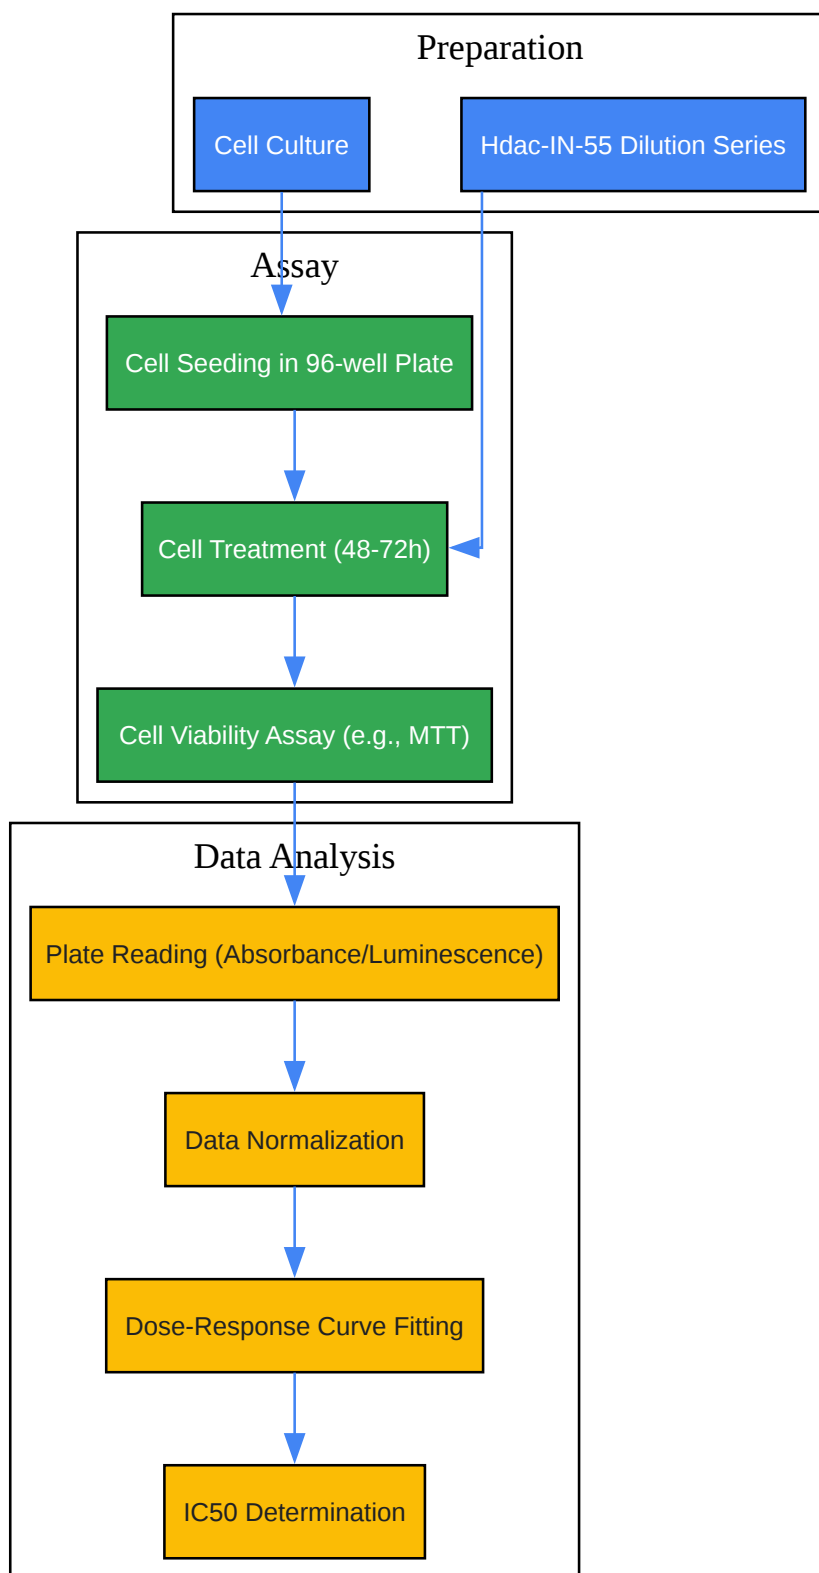 Preparation
Cell Culture
Hdac-IN-55 Dilution Series
Assay
Cell Seeding in 96-well Plate
Cell Treatment (48-72h)
Cell Viability Assay (e.g., MTT)
Data Analysis
Plate Reading (Absorbance/Luminescence)
Data Normalization
Dose-Response Curve Fitting
IC50 Determination